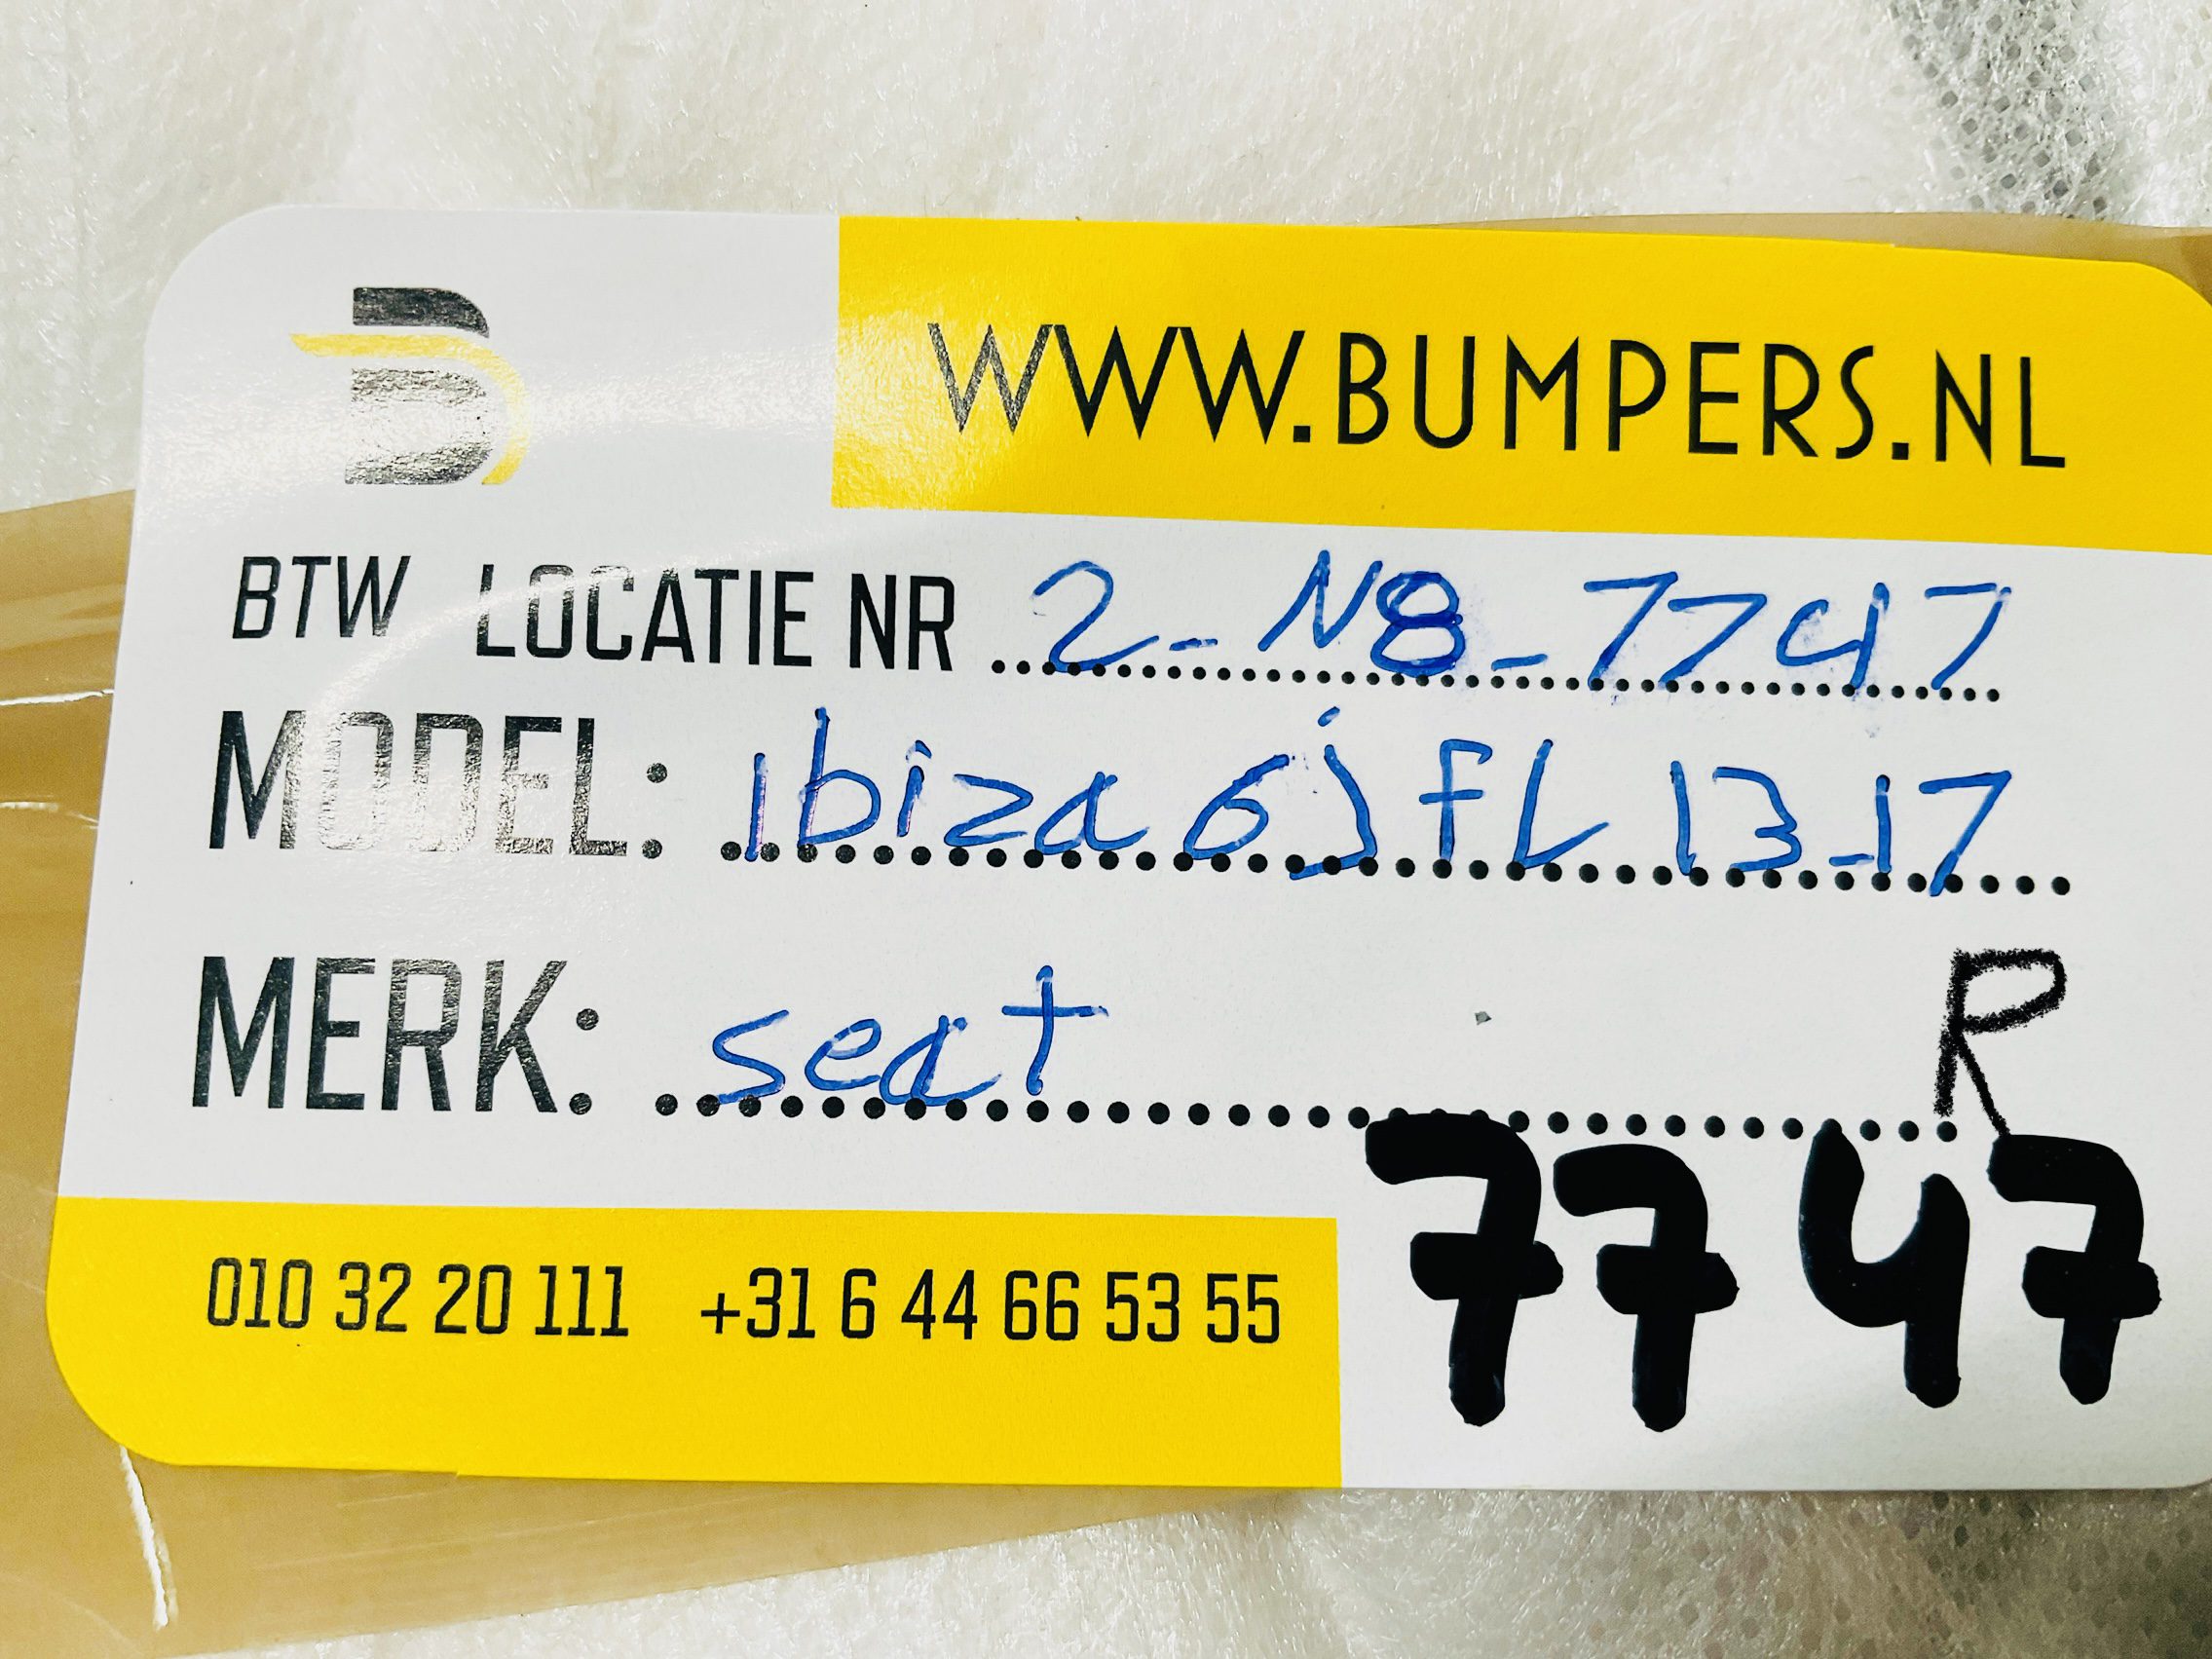 B
WWW.BUMPERS.NL
BTW LOCATIE NR 2-N8-7747
MODEL: Ibiza 6j fL 13-17
MERK: seat
R
7747
010 32 20 111 +31 6 44 66 53 55